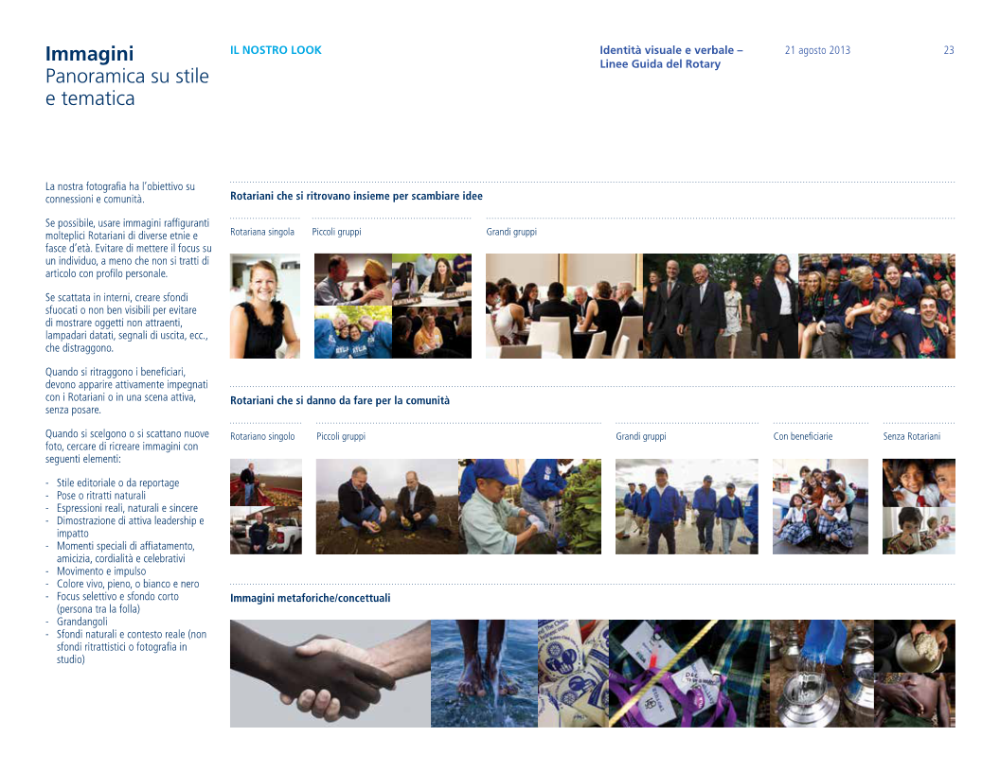 Immagini
Panoramica su stile
e tematica
IL NOSTRO LOOK
Identità visuale e verbale –
Linee Guida del Rotary
21 agosto 2013
23
La nostra fotografia ha l'obiettivo su
connessioni e comunità.
Se possibile, usare immagini raffiguranti
molteplici Rotariani di diverse etnie e
fasce d'età. Evitare di mettere il focus su
un individuo, a meno che non si tratti di
articolo con profilo personale.
Se scattata in interni, creare sfondi
sfuocati o non ben visibili per evitare
di mostrare oggetti non attraenti,
lampadari datati, segnali di uscita, ecc.,
che distraggono.
Quando si ritraggono i beneficiari,
devono apparire attivamente impegnati
con i Rotariani o in una scena attiva,
senza posare.
Quando si scelgono o si scattano nuove
foto, cercare di ricreare immagini con
seguenti elementi:
- Stile editoriale o da reportage
- Pose o ritratti naturali
- Espressioni reali, naturali e sincere
- Dimostrazione di attiva leadership e
impatto
- Momenti speciali di affiatamento,
amicizia, cordialità e celebrativi
- Movimento e impulso
- Colore vivo, pieno, o bianco e nero
- Focus selettivo e sfondo corto
(persona tra la folla)
- Grandangoli
- Sfondi naturali e contesto reale (non
sfondi ritrattistici o fotografia in
studio)
Rotariani che si ritrovano insieme per scambiare idee
Rotariana singola
Piccoli gruppi
Grandi gruppi
GUATEMALA
GRENADA
RYLA
RYLA
Rotariani che si danno da fare per la comunità
Rotariano singolo
Piccoli gruppi
Grandi gruppi
Con beneficiarie
Senza Rotariani
Immagini metaforiche/concettuali